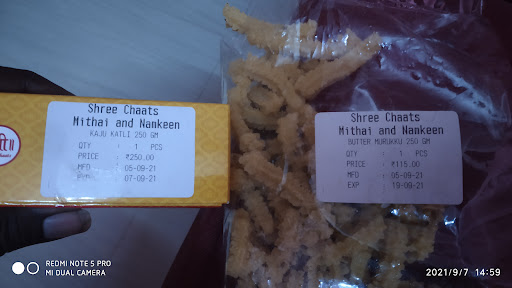 Shree Chaats
Mithai and Namkeen
KAJU KATLI 250 GM
QTY : 1 PCS
PRICE : ₹250.00
MFD : 05-09-21
: 07-09-21
Shree Chaats
Mithai and Namkeen
BUTTER MURUKKU 250 GM
QTY : 1 PCS
PRICE : ₹115.00
MFD : 05-09-21
EXP : 19-09-21
REDMI NOTE 5 PRO
MI DUAL CAMERA
2021/9/7 14:59